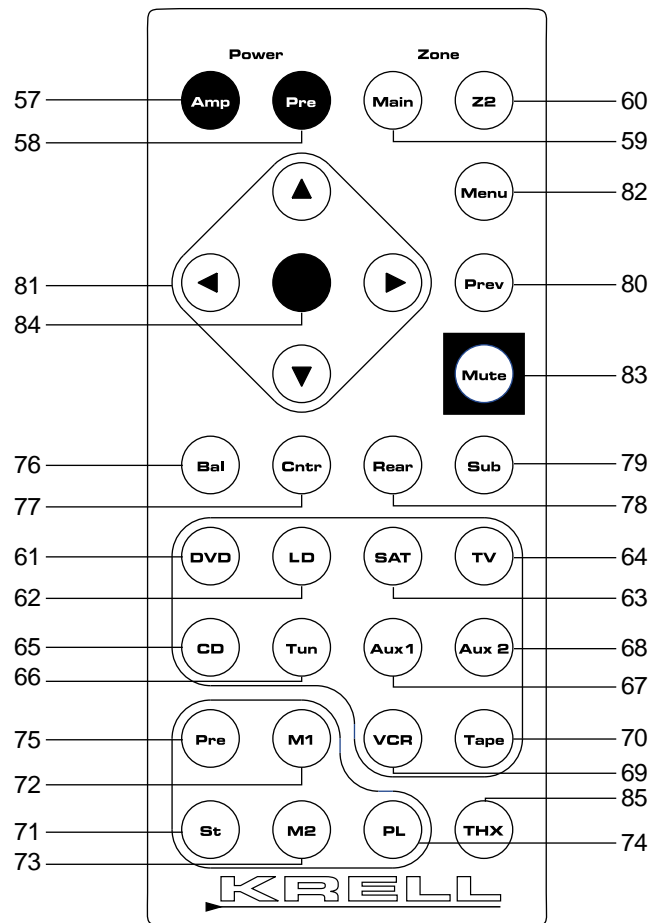 Power Zone
57 Amp Pre Main Z2 60
58 59
Menu 82
81 Prev 80
84
Mute 83
76 Bal Cntr Rear Sub 79
77 78
61 DVD LD SAT TV 64
62 63
65 CD Tun Aux1 Aux 2 68
66 67
75 Pre M1 VCR Tape 70
72 69
85
71 St M2 PL THX
73 74
KRELL